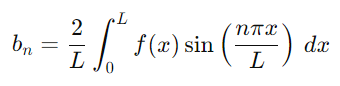 b_n = \frac{2}{L} \int_0^L f(x) \sin\left(\frac{n\pi x}{L}\right) dx